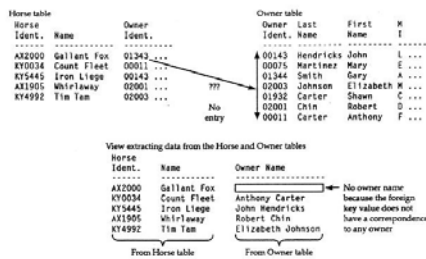 Horse table
Horse Owner
Ident. Name Ident.
AX2000 Gallant Fox 01343 ...
KY0034 Count Fleet 00011 ...
KY5445 Iron Liege 00143 ...
AX1905 Whirlaway 02001 ...
KY4992 Tim Tam 02003 ...
???
No
entry
Owner table
Owner Last First M
Ident. Name Name I
00143 Hendricks John L ...
00075 Martinez Mary E ...
01344 Smith Gary A ...
02003 Johnson Elizabeth M ...
01932 Carter Shawn C ...
02001 Chin Robert D ...
00011 Carter Anthony F ...
View extracting data from the Horse and Owner tables
Horse
Ident. Name Owner Name
AX2000 Gallant Fox
KY0034 Count Fleet Anthony Carter
KY5445 Iron Liege John Hendricks
AX1905 Whirlaway Robert Chin
KY4992 Tim Tam Elizabeth Johnson
No owner name
because the foreign
key value does not
have a correspondence
to any owner
From Horse table From Owner table